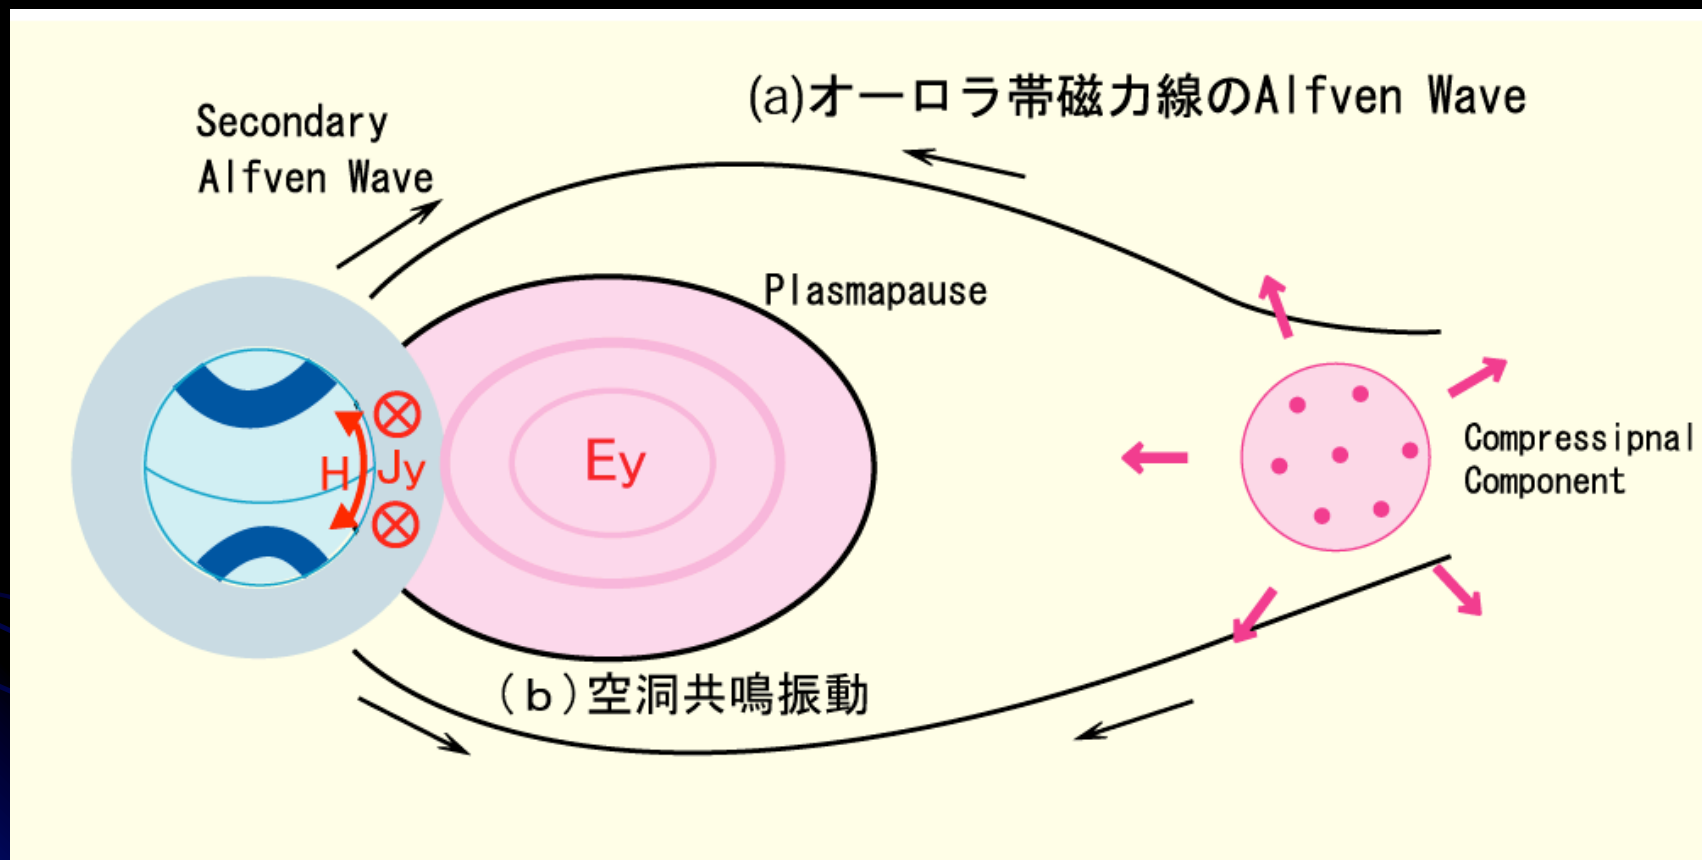 (a)オーロラ帯磁力線のAlfven Wave
Secondary
Alfven Wave
Plasmapause
H
Jy
Ey
Compressipnal
Component
(b)空洞共鳴振動